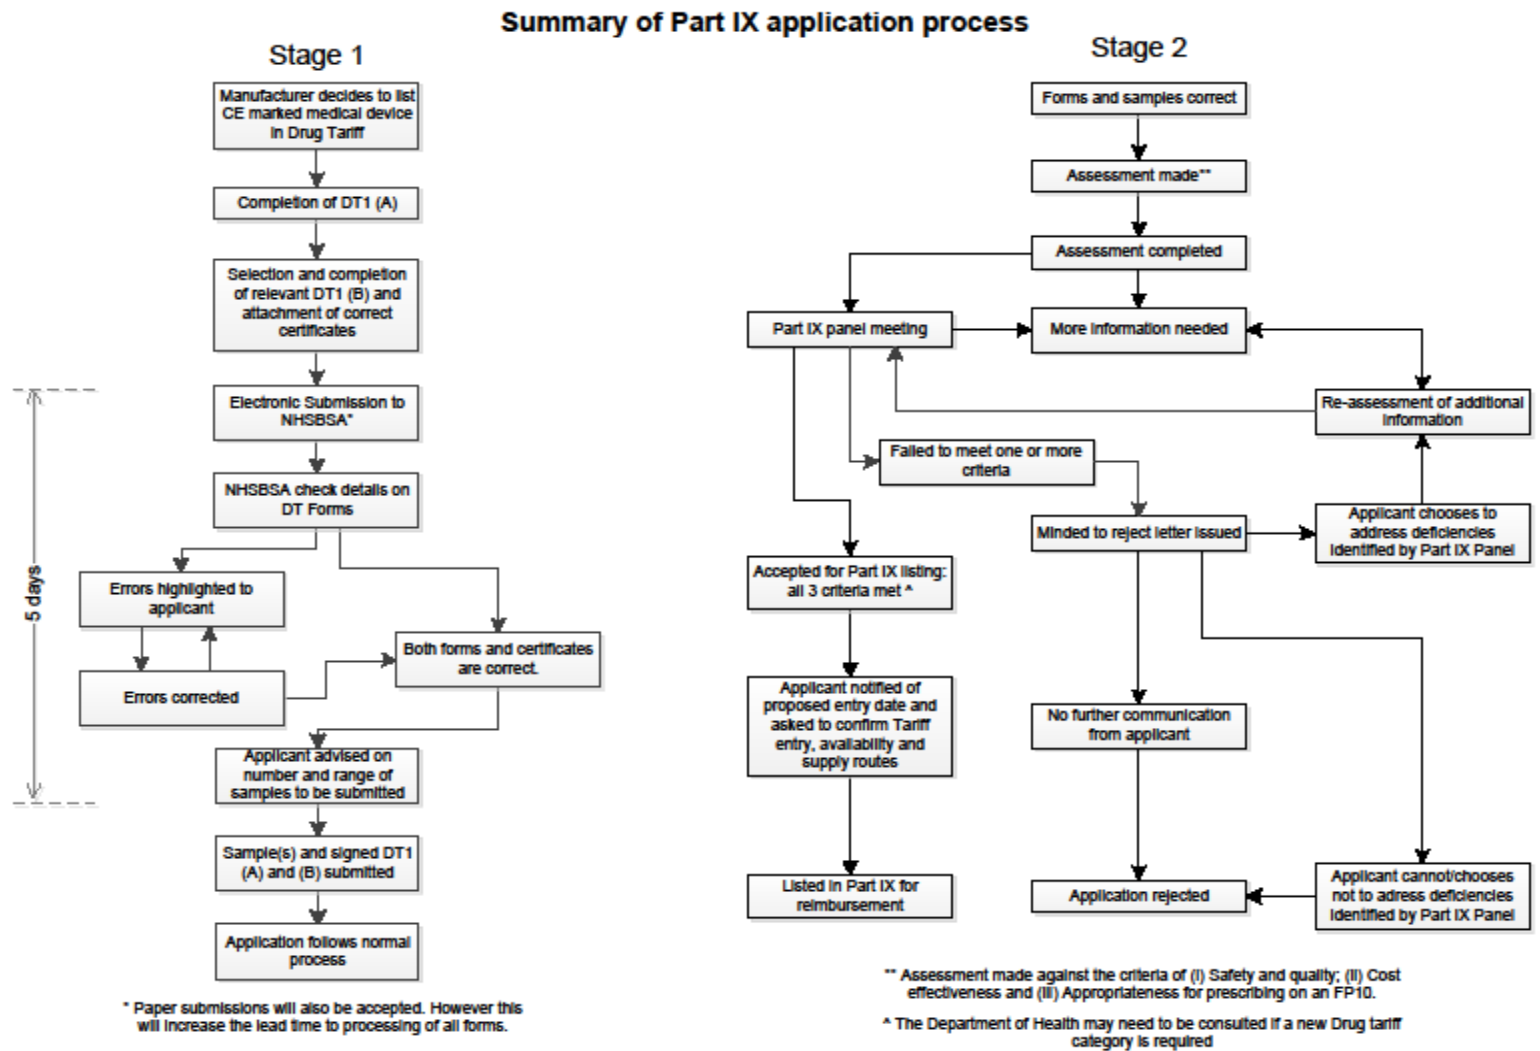 Summary of Part IX application process
Stage 1
Manufacturer decides to list
CE marked medical device
in Drug Tariff
Completion of DT1 (A)
Selection and completion
of relevant DT1 (B) and
attachment of correct
certificates
Electronic Submission to
NHSBSA*
NHSBSA check details on
DT Forms
Errors highlighted to
applicant
Errors corrected
Both forms and certificates
are correct.
5 days
Applicant advised on
number and range of
samples to be submitted
Sample(s) and signed DT1
(A) and (B) submitted
Application follows normal
process
* Paper submissions will also be accepted. However this
will increase the lead time to processing of all forms.
Stage 2
Forms and samples correct
Assessment made**
Assessment completed
Part IX panel meeting
More information needed
Re-assessment of additional
information
Failed to meet one or more
criteria
Minded to reject letter issued
Applicant chooses to
address deficiencies
identified by Part IX Panel
Accepted for Part IX listing:
all 3 criteria met ^
Applicant notified of
proposed entry date and
asked to confirm Tariff
entry, availability and
supply routes
No further communication
from applicant
Listed in Part IX for
reimbursement
Application rejected
Applicant cannot/chooses
not to adress deficiencies
identified by Part IX Panel
** Assessment made against the criteria of (i) Safety and quality; (ii) Cost
effectiveness and (iii) Appropriateness for prescribing on an FP10.
^ The Department of Health may need to be consulted if a new Drug tariff
category is required